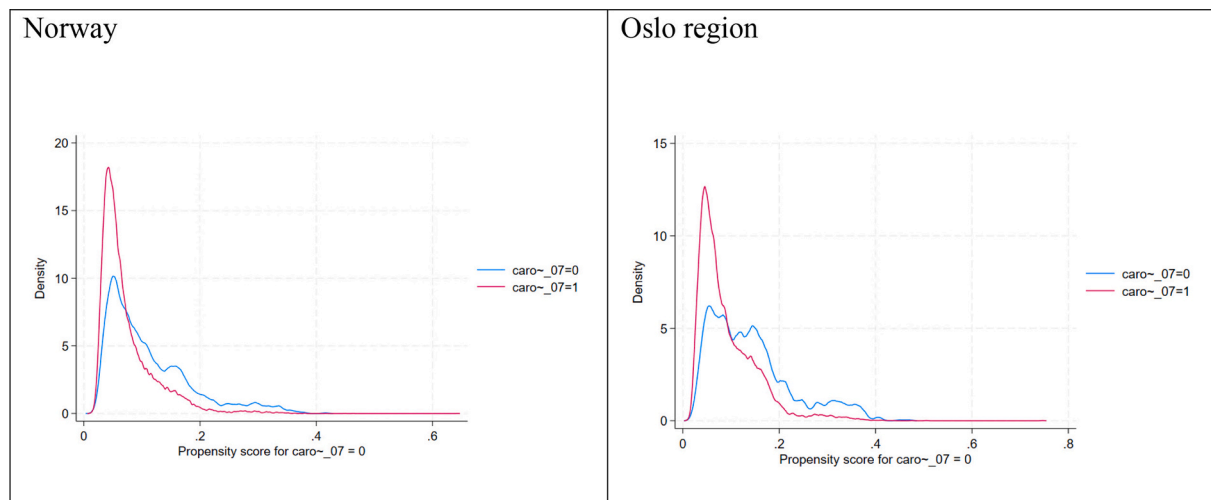 Norway
20
15
10
5
0
Density
0 .2 .4 .6
Propensity score for caro~_07 = 0
caro~_07=0
caro~_07=1
Oslo region
15
10
5
0
Density
0 .2 .4 .6 .8
Propensity score for caro~_07 = 0
caro~_07=0
caro~_07=1